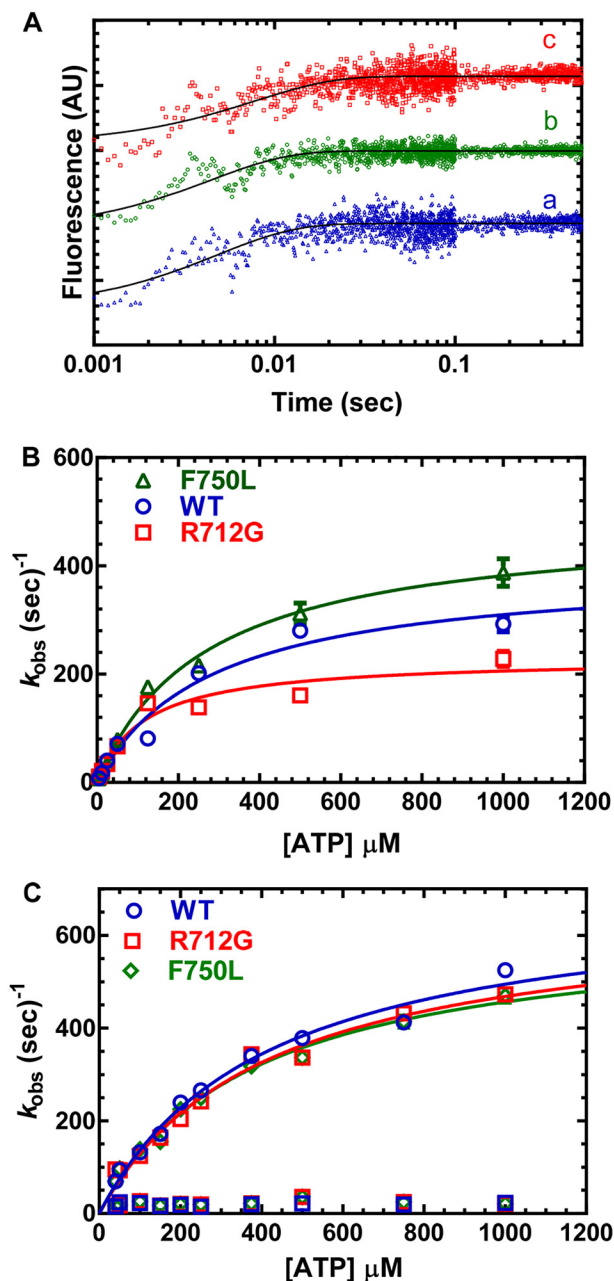 A
c
b
a
Fluorescence (AU)
0.001 0.01 0.1
Time (sec)
B
600
400
200
0
F750L
WT
R712G
k_obs (sec)⁻¹
0 200 400 600 800 1000 1200
[ATP] μM
C
600
400
200
0
WT
R712G
F750L
k_obs (sec)⁻¹
0 200 400 600 800 1000 1200
[ATP] μM